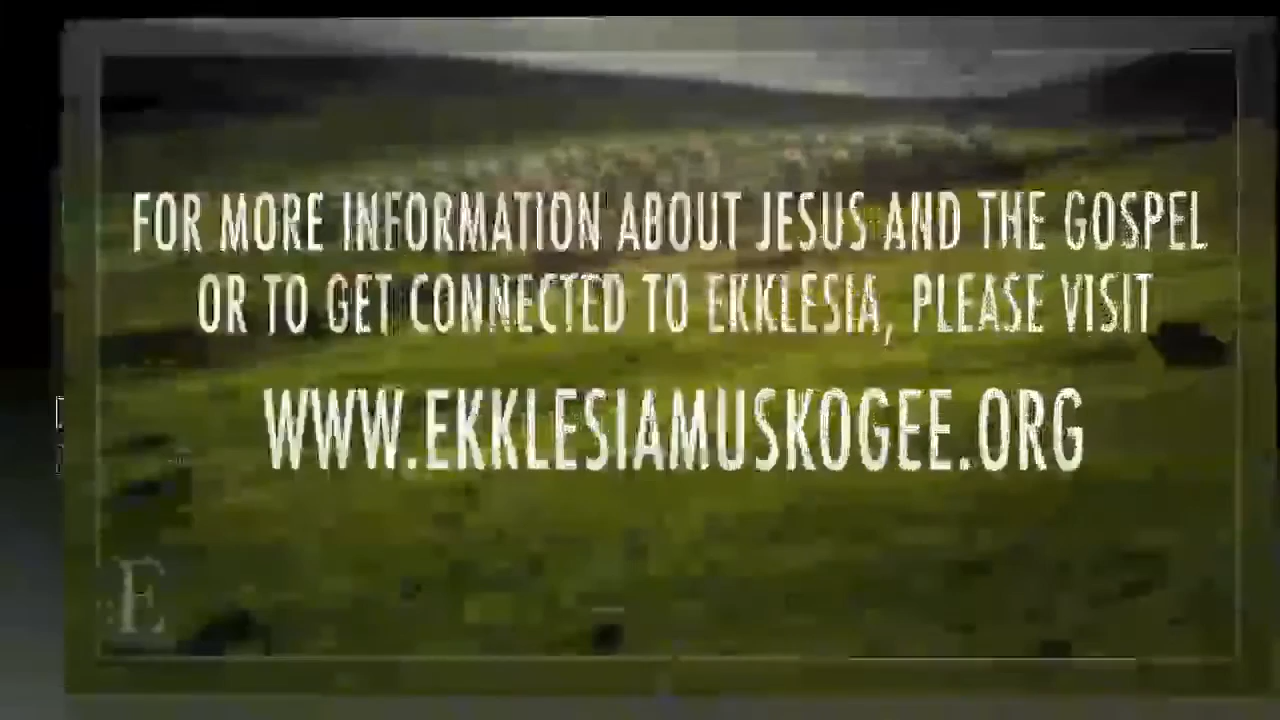 FOR MORE INFORMATION ABOUT JESUS AND THE GOSPEL
OR TO GET CONNECTED TO EKKLESIA, PLEASE VISIT
WWW.EKKLESIAMUSKOGEE.ORG
E